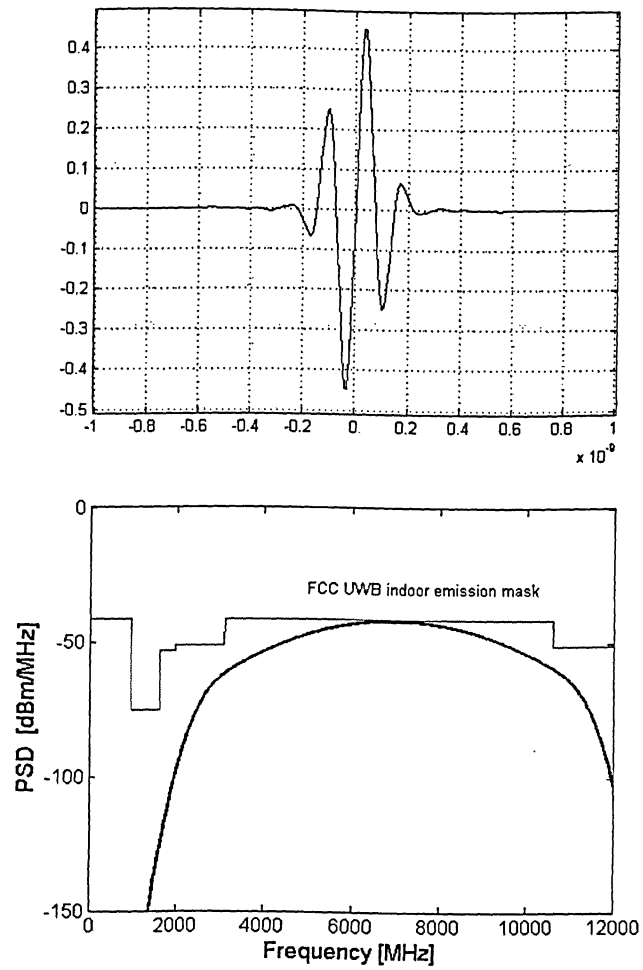 0.4
0.3
0.2
0.1
0
-0.1
-0.2
-0.3
-0.4
-0.5
-1 -0.8 -0.6 -0.4 -0.2 0. 0.2 0.4 0.6 0.8 1
x 10⁻⁹
0
-50
-100
-150
PSD [dBm/MHz]
FCC UWB indoor emission mask
0 2000 4000 6000 8000 10000 12000
Frequency [MHz]